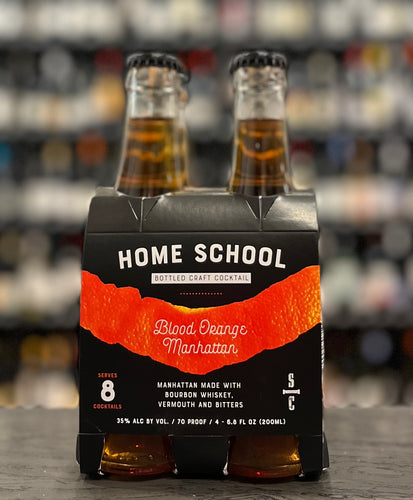 HOME SCHOOL
BOTTLED CRAFT COCKTAIL
Blood Orange
Manhattan
SERVES
8
COCKTAILS
MANHATTAN MADE WITH
BOURBON WHISKEY,
VERMOUTH AND BITTERS
S
C
35% ALC BY VOL. / 70 PROOF / 4 - 6.8 FL OZ (200ML)